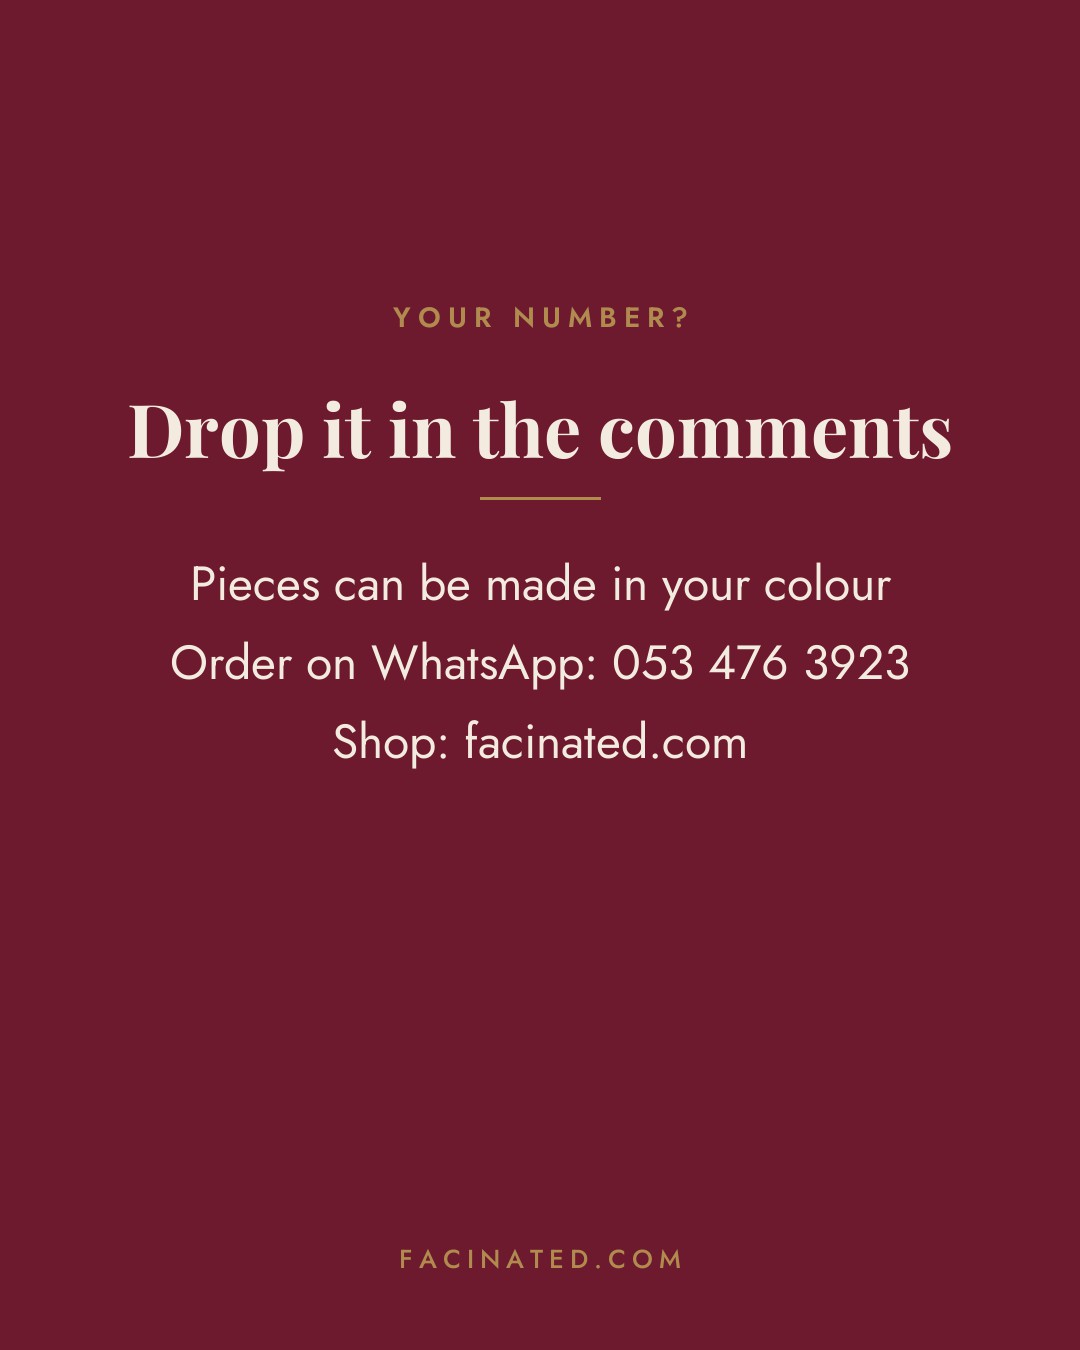 YOUR NUMBER?
Drop it in the comments
Pieces can be made in your colour
Order on WhatsApp: 053 476 3923
Shop: facinated.com
FACINATED.COM